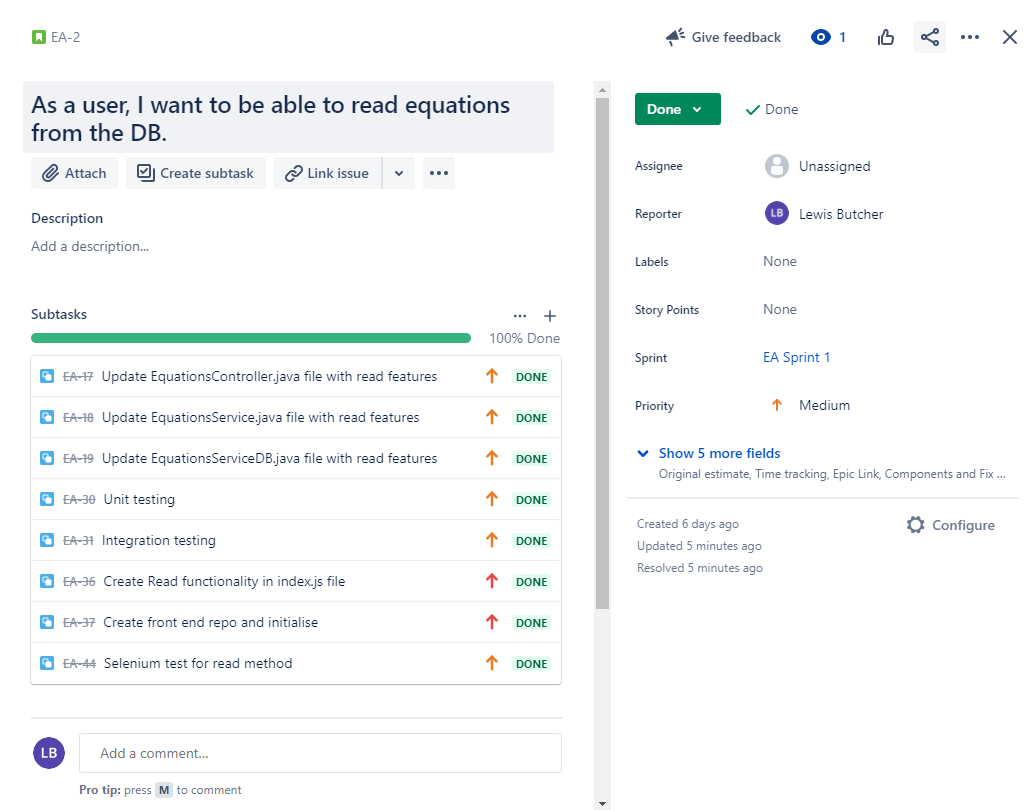 EA-2
Give feedback
1
As a user, I want to be able to read equations
from the DB.
Attach
Create subtask
Link issue
Description
Add a description...
Subtasks
100% Done
EA-17 Update EquationsController.java file with read features DONE
EA-18 Update EquationsService.java file with read features DONE
EA-19 Update EquationsServiceDB.java file with read features DONE
EA-30 Unit testing DONE
EA-31 Integration testing DONE
EA-36 Create Read functionality in index.js file DONE
EA-37 Create front end repo and initialise DONE
EA-44 Selenium test for read method DONE
LB
Add a comment...
Pro tip: press M to comment
Done
Done
Assignee
Unassigned
Reporter
LB Lewis Butcher
Labels
None
Story Points
None
Sprint
EA Sprint 1
Priority
Medium
Show 5 more fields
Original estimate, Time tracking, Epic Link, Components and Fix ...
Created 6 days ago
Configure
Updated 5 minutes ago
Resolved 5 minutes ago